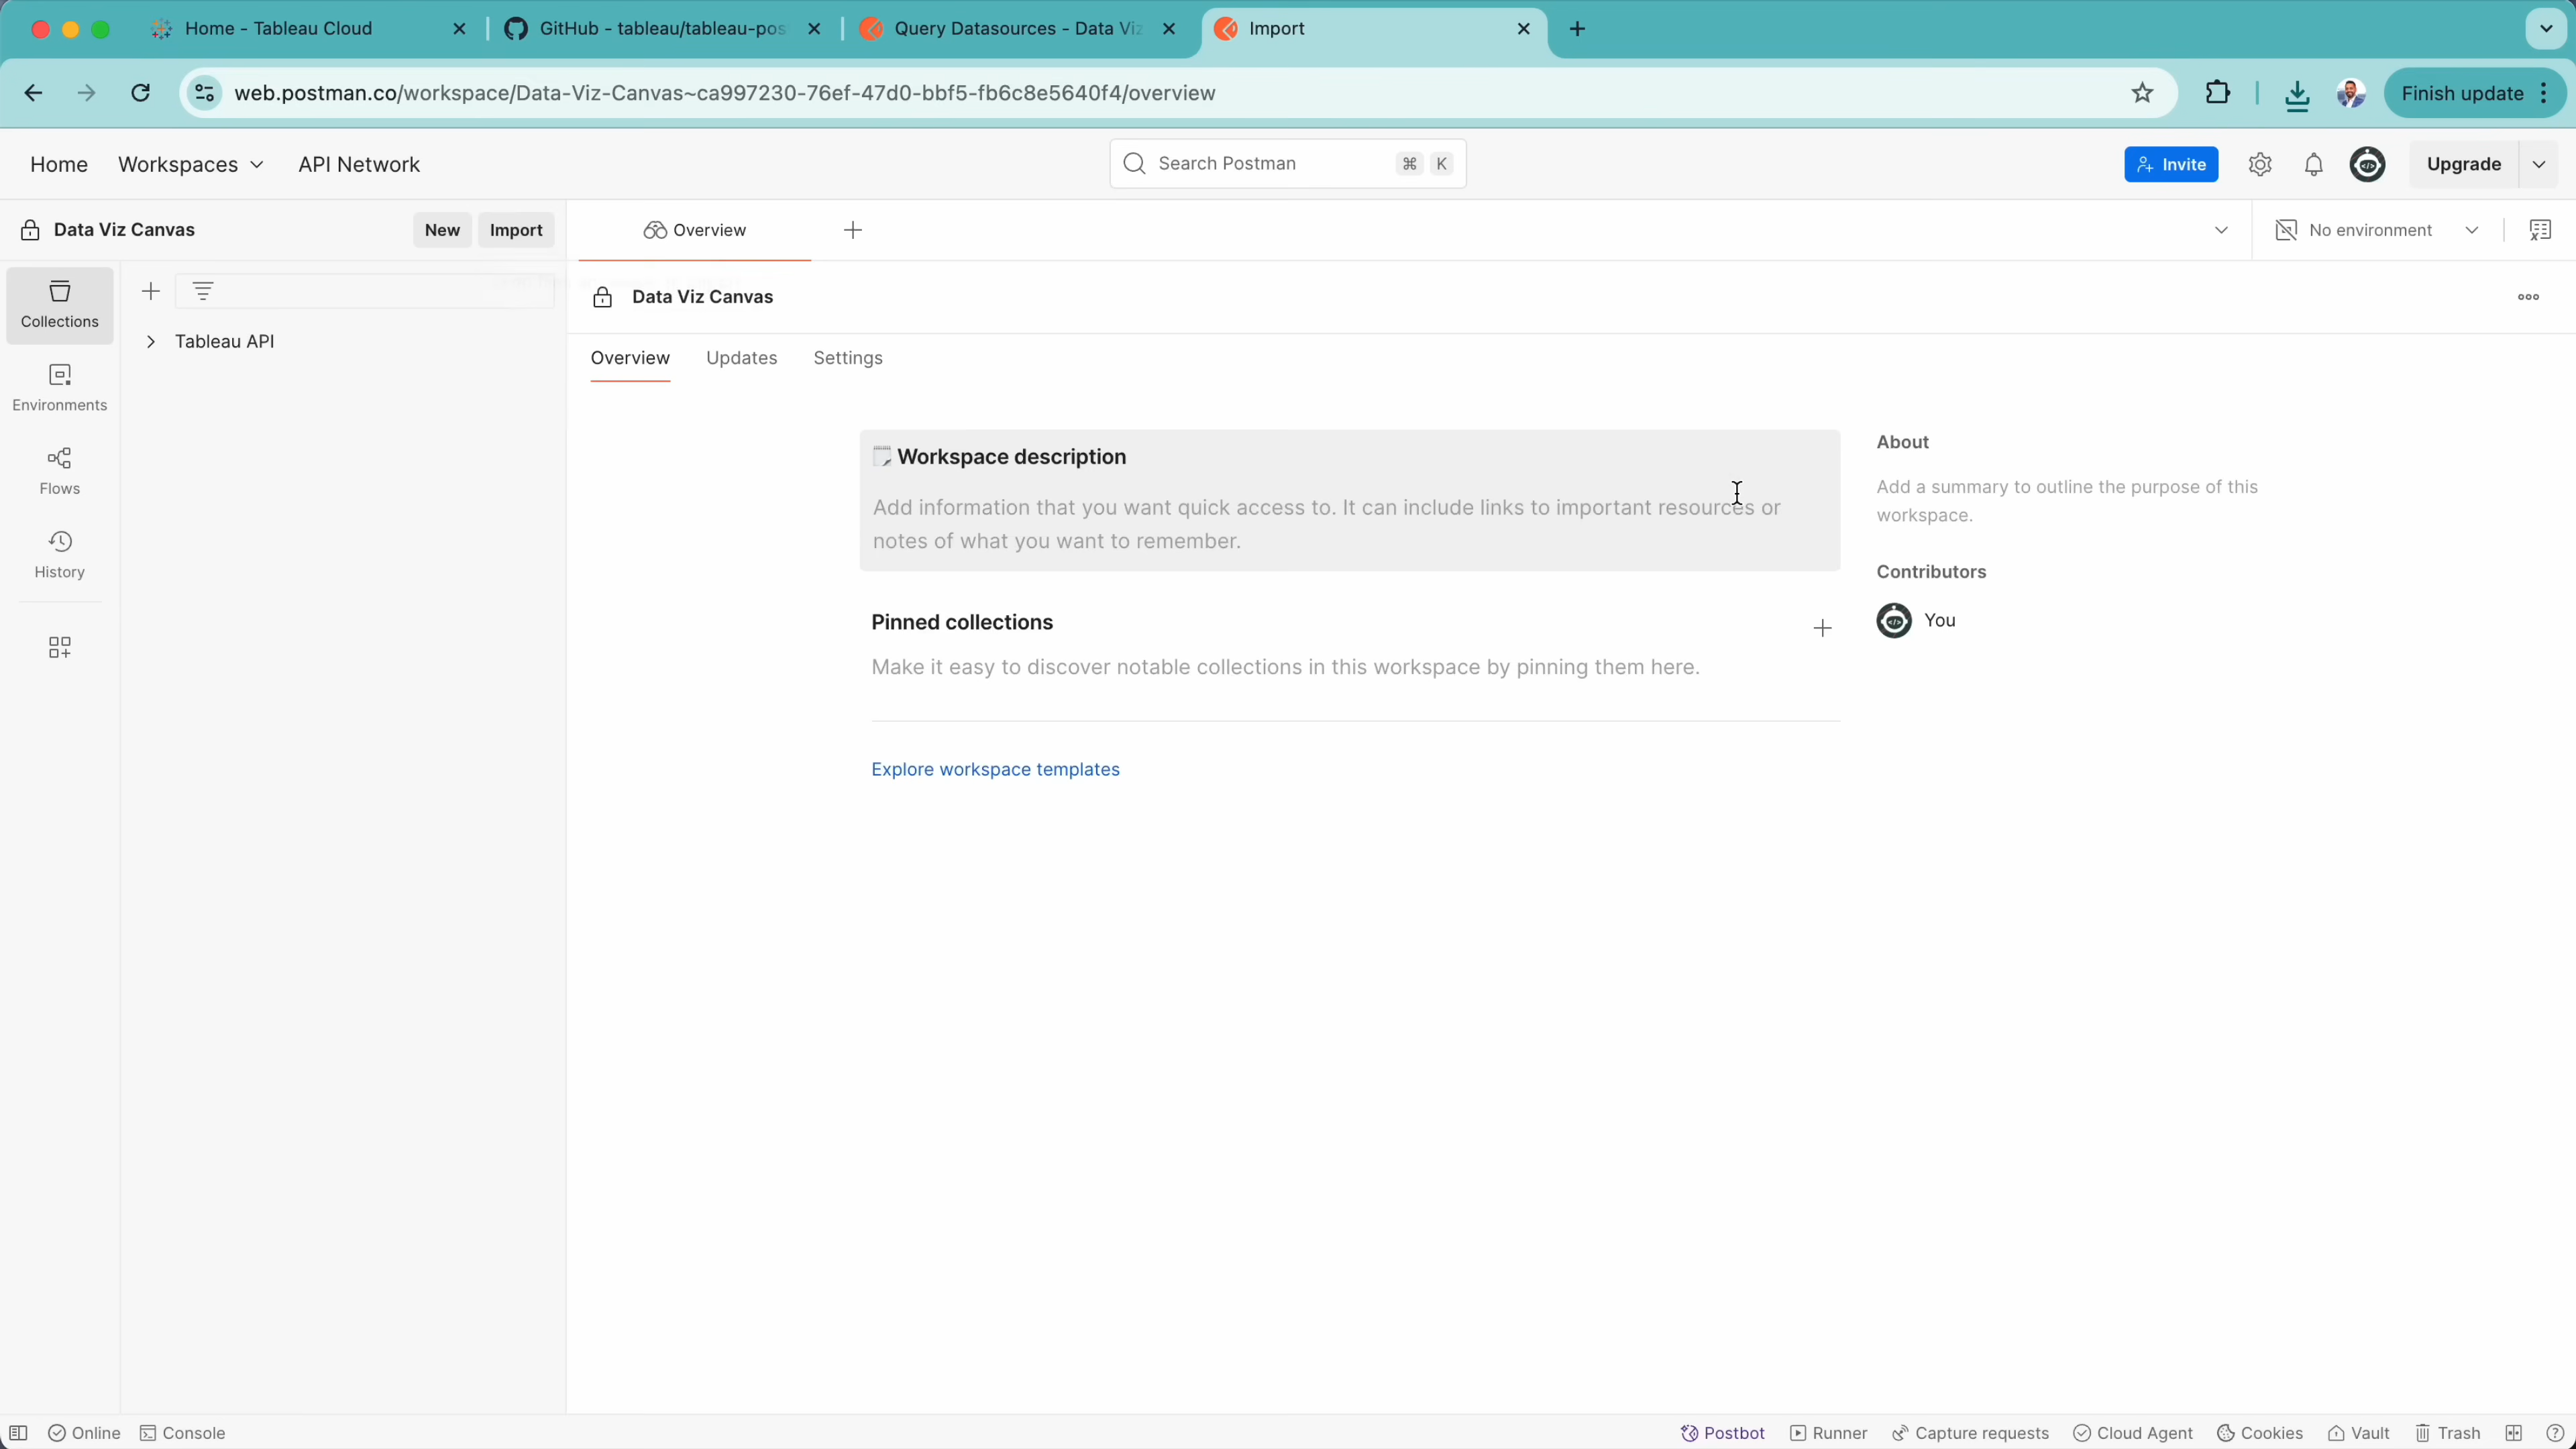 Home - Tableau Cloud
GitHub - tableau/tableau-pos
Query Datasources - Data Viz
Import
web.postman.co/workspace/Data-Viz-Canvas~ca997230-76ef-47d0-bbf5-fb6c8e5640f4/overview
Finish update
Home
Workspaces
API Network
Search Postman
⌘ K
Invite
Upgrade
Data Viz Canvas
New
Import
Overview
No environment
Collections
Environments
Flows
History
Tableau API
Data Viz Canvas
Overview
Updates
Settings
Workspace description
Add information that you want quick access to. It can include links to important resources or
notes of what you want to remember.
Pinned collections
Make it easy to discover notable collections in this workspace by pinning them here.
Explore workspace templates
About
Add a summary to outline the purpose of this
workspace.
Contributors
You
Online
Console
Postbot
Runner
Capture requests
Cloud Agent
Cookies
Vault
Trash